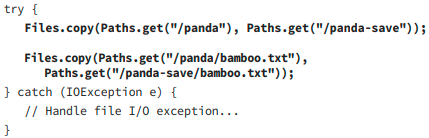 try {
Files.copy(Paths.get("/panda"), Paths.get("/panda-save"));
Files.copy(Paths.get("/panda/bamboo.txt"),
Paths.get("/panda-save/bamboo.txt"));
} catch (IOException e) {
// Handle file I/O exception...
}